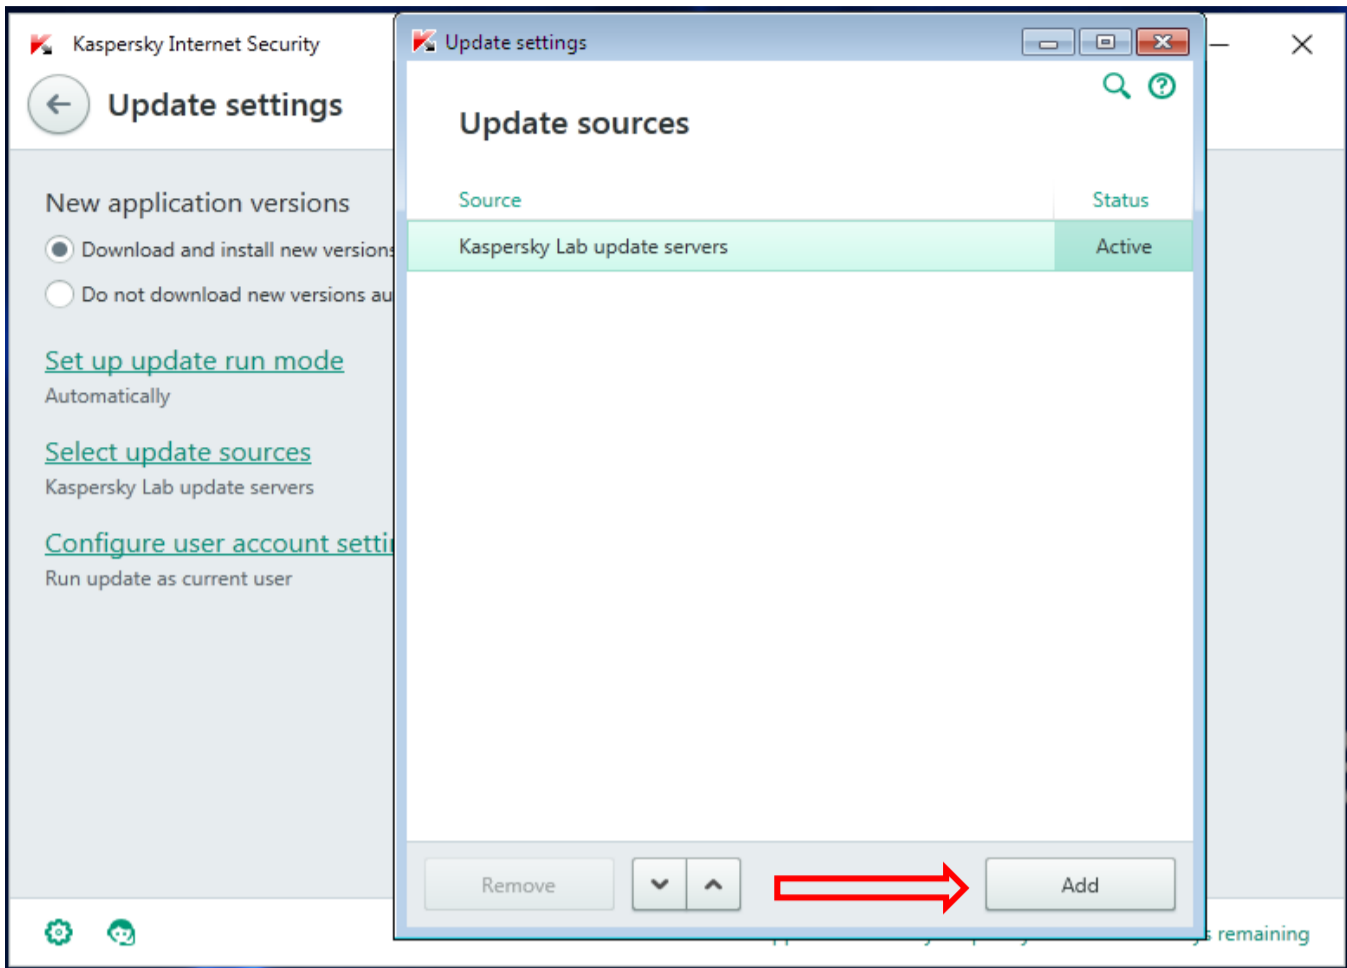 Kaspersky Internet Security
Update settings
New application versions
Download and install new versions
Do not download new versions au
Set up update run mode
Automatically
Select update sources
Kaspersky Lab update servers
Configure user account setti
Run update as current user
Update settings
Update sources
Source Status
Kaspersky Lab update servers Active
Remove Add
remaining